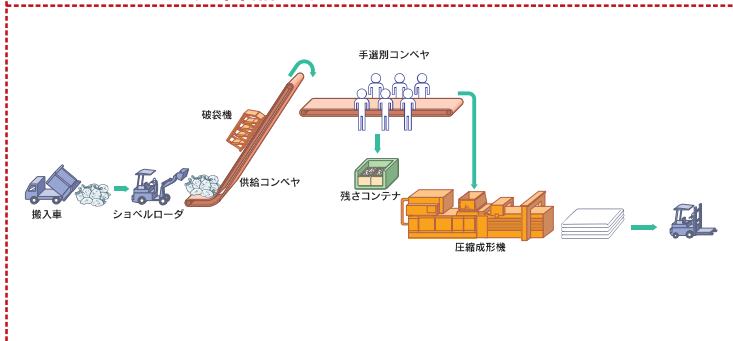 手選別コンベヤ
破袋機
供給コンベヤ
搬入車
ショベルローダ
残さコンテナ
圧縮成形機